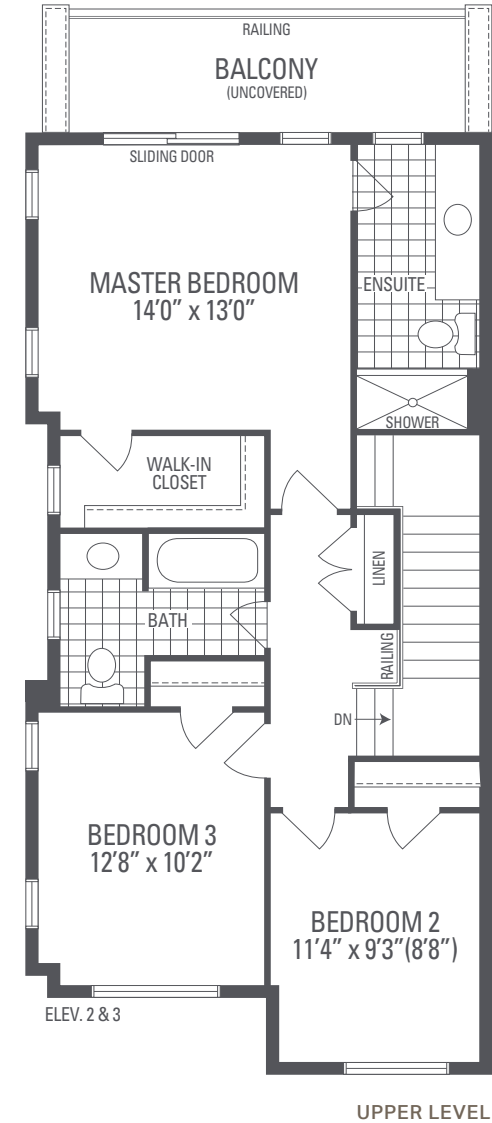 RAILING
BALCONY
(UNCOVERED)
SLIDING DOOR
MASTER BEDROOM
14'0" x 13'0"
ENSUITE
SHOWER
WALK-IN
CLOSET
LINEN
BATH
RAILING
DN
BEDROOM 3
12'8" x 10'2"
BEDROOM 2
11'4" x 9'3"(8'8")
ELEV. 2 & 3
UPPER LEVEL